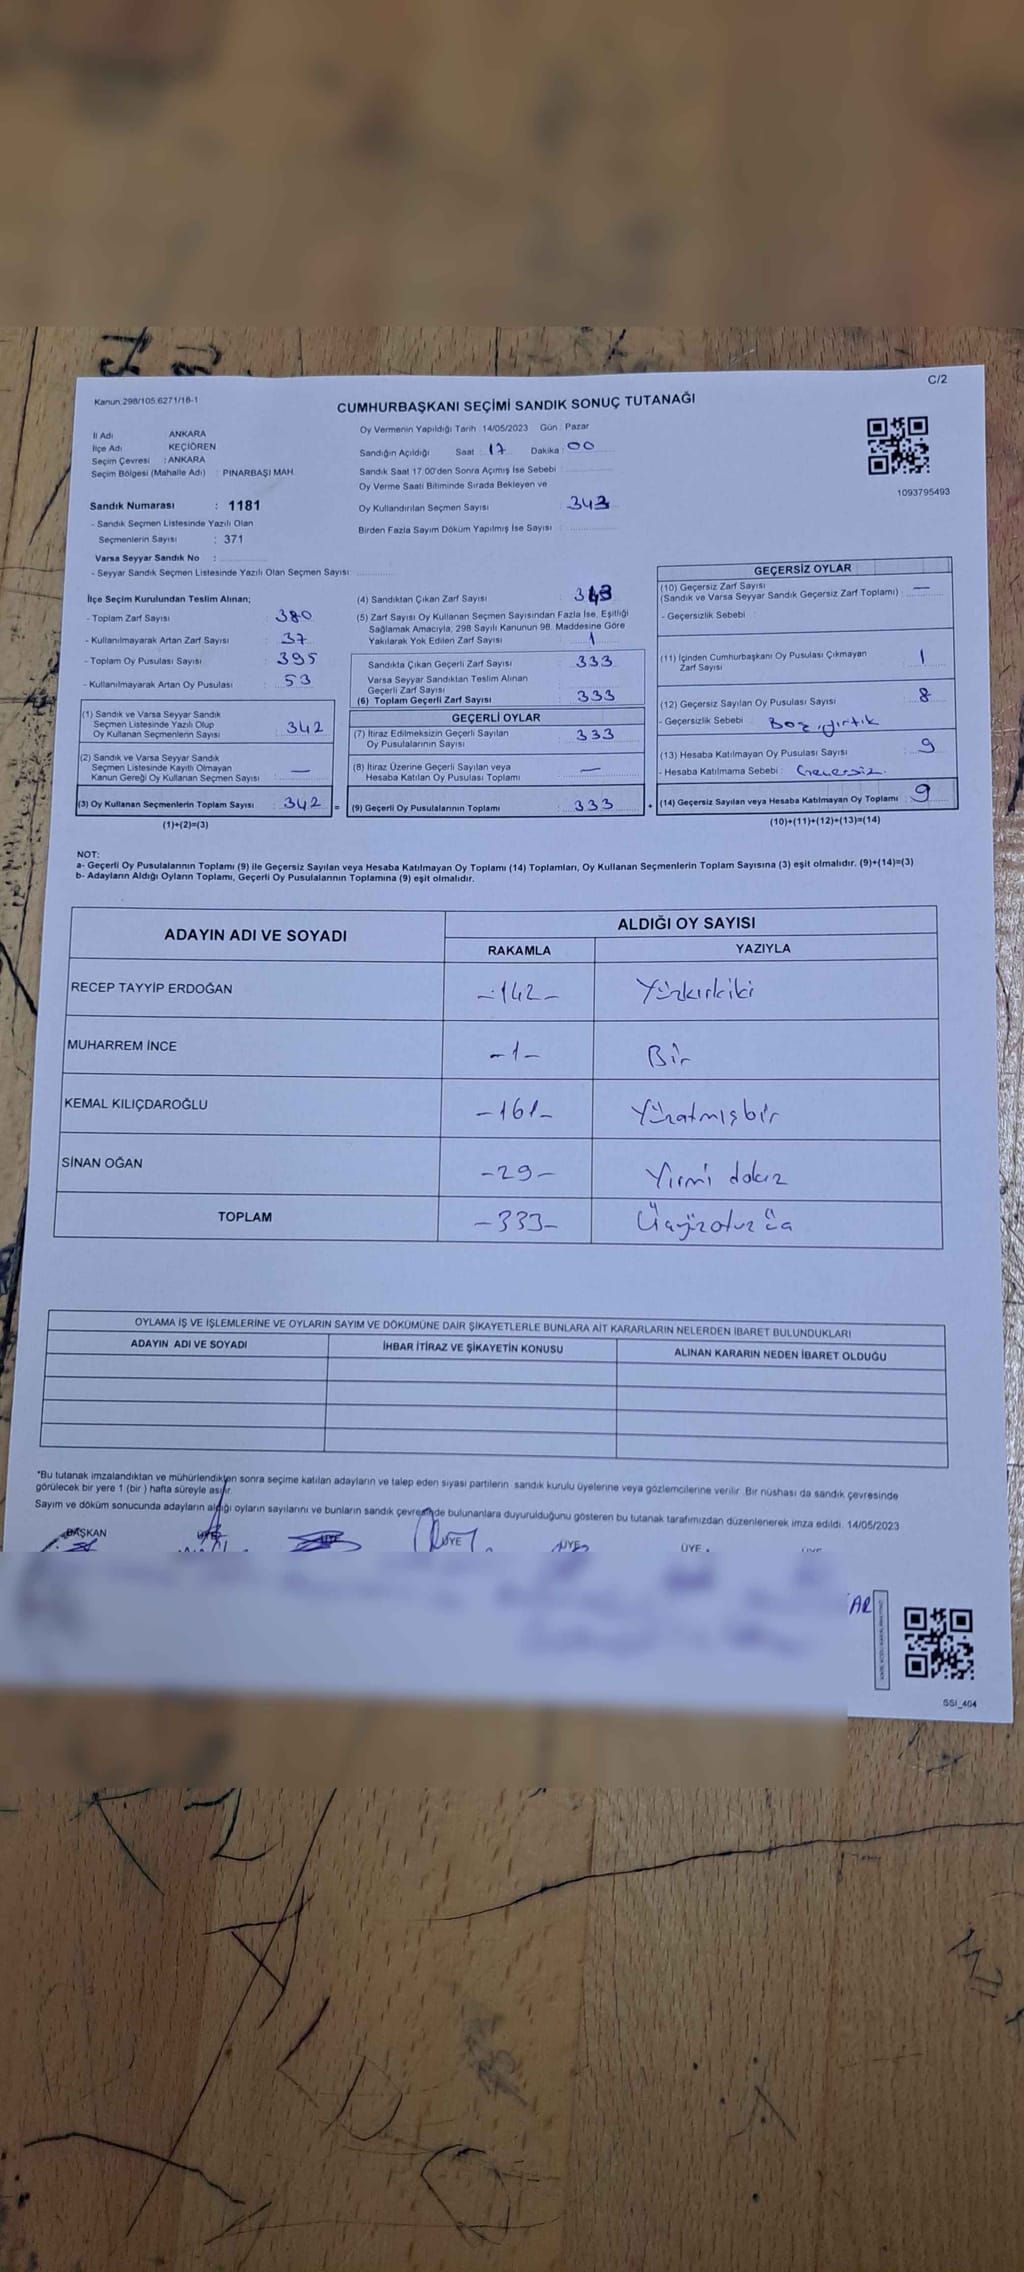 C/2
Kanun:298/105,6271/18-1
CUMHURBAŞKANI SEÇİMİ SANDIK SONUÇ TUTANAĞI
İl Adı : ANKARA
İlçe Adı : KEÇİÖREN
Seçim Çevresi : ANKARA
Seçim Bölgesi (Mahalle Adı) : PINARBAŞI MAH.
Oy Vermenin Yapıldığı Tarih : 14/05/2023 Gün : Pazar
Sandığın Açıldığı Saat : 17 Dakika : 00
Sandık Saat 17.00'den Sonra Açımış İse Sebebi :
Oy Verme Saati Bitiminde Sırada Bekleyen ve
Oy Kullandırılan Seçmen Sayısı : 343
Birden Fazla Sayım Döküm Yapılmış İse Sayısı :
1093795493
Sandık Numarası : 1181
- Sandık Seçmen Listesinde Yazılı Olan
Seçmenlerin Sayısı : 371
Varsa Seyyar Sandık No :
- Seyyar Sandık Seçmen Listesinde Yazılı Olan Seçmen Sayısı:
İlçe Seçim Kurulundan Teslim Alınan;
- Toplam Zarf Sayısı : 380
- Kullanılmayarak Artan Zarf Sayısı : 37
- Toplam Oy Pusulası Sayısı : 395
- Kullanılmayarak Artan Oy Pusulası : 53
(1) Sandık ve Varsa Seyyar Sandık
Seçmen Listesinde Yazılı Olup
Oy Kullanan Seçmenlerin Sayısı : 342
(2) Sandık ve Varsa Seyyar Sandık
Seçmen Listesinde Kayıtlı Olmayan
Kanun Gereği Oy Kullanan Seçmen Sayısı : —
(3) Oy Kullanan Seçmenlerin Toplam Sayısı : 342 =
(1)+(2)=(3)
(4) Sandıktan Çıkan Zarf Sayısı : 343
(5) Zarf Sayısı Oy Kullanan Seçmen Sayısından Fazla İse, Eşitliği
Sağlamak Amacıyla, 298 Sayılı Kanunun 98. Maddesine Göre
Yakılarak Yok Edilen Zarf Sayısı : 1
Sandıkta Çıkan Geçerli Zarf Sayısı : 333
Varsa Seyyar Sandıktan Teslim Alınan
Geçerli Zarf Sayısı
(6) Toplam Geçerli Zarf Sayısı : 333
GEÇERLİ OYLAR
(7) İtiraz Edilmeksizin Geçerli Sayılan
Oy Pusulalarının Sayısı : 333
(8) İtiraz Üzerine Geçerli Sayılan veya
Hesaba Katılan Oy Pusulası Toplamı : —
(9) Geçerli Oy Pusulalarının Toplamı : 333 +
GEÇERSİZ OYLAR
(10) Geçersiz Zarf Sayısı
(Sandık ve Varsa Seyyar Sandık Geçersiz Zarf Toplamı) : —
- Geçersizlik Sebebi :
(11) İçinden Cumhurbaşkanı Oy Pusulası Çıkmayan
Zarf Sayısı : 1
(12) Geçersiz Sayılan Oy Pusulası Sayısı : 8
- Geçersizlik Sebebi : Boş, yırtık
(13) Hesaba Katılmayan Oy Pusulası Sayısı : 9
- Hesaba Katılmama Sebebi : Geçersiz.
(14) Geçersiz Sayılan veya Hesaba Katılmayan Oy Toplamı : 9
(10)+(11)+(12)+(13)=(14)
NOT:
a- Geçerli Oy Pusulalarının Toplamı (9) ile Geçersiz Sayılan veya Hesaba Katılmayan Oy Toplamı (14) Toplamları, Oy Kullanan Seçmenlerin Toplam Sayısına (3) eşit olmalıdır. (9)+(14)=(3)
b- Adayların Aldığı Oyların Toplamı, Geçerli Oy Pusulalarının Toplamına (9) eşit olmalıdır.
ADAYIN ADI VE SOYADI
ALDIĞI OY SAYISI
RAKAMLA YAZIYLA
RECEP TAYYİP ERDOĞAN -142- Yüzkırkiki
MUHARREM İNCE -1- Bir
KEMAL KILIÇDAROĞLU -161- Yüzatmışbir
SİNAN OĞAN -29- Yirmi dokuz
TOPLAM -333- Üçyüzotuz üç
OYLAMA İŞ VE İŞLEMLERİNE VE OYLARIN SAYIM VE DÖKÜMÜNE DAİR ŞİKAYETLERLE BUNLARA AİT KARARLARIN NELERDEN İBARET BULUNDUKLARI
ADAYIN ADI VE SOYADI İHBAR İTİRAZ VE ŞİKAYETİN KONUSU ALINAN KARARIN NEDEN İBARET OLDUĞU
*Bu tutanak imzalandıktan ve mühürlendikten sonra seçime katılan adayların ve talep eden siyasi partilerin sandık kurulu üyelerine veya gözlemcilerine verilir. Bir nüshası da sandık çevresinde
görülecek bir yere 1 (bir ) hafta süreyle asılır.
Sayım ve döküm sonucunda adayların aldığı oyların sayılarını ve bunların sandık çevresinde bulunanlara duyurulduğunu gösteren bu tutanak tarafımızdan düzenlenerek imza edildi. 14/05/2023
BAŞKAN ÜYE ÜYE ÜYE ÜYE ÜYE ÜYE
AR
SSİ_404